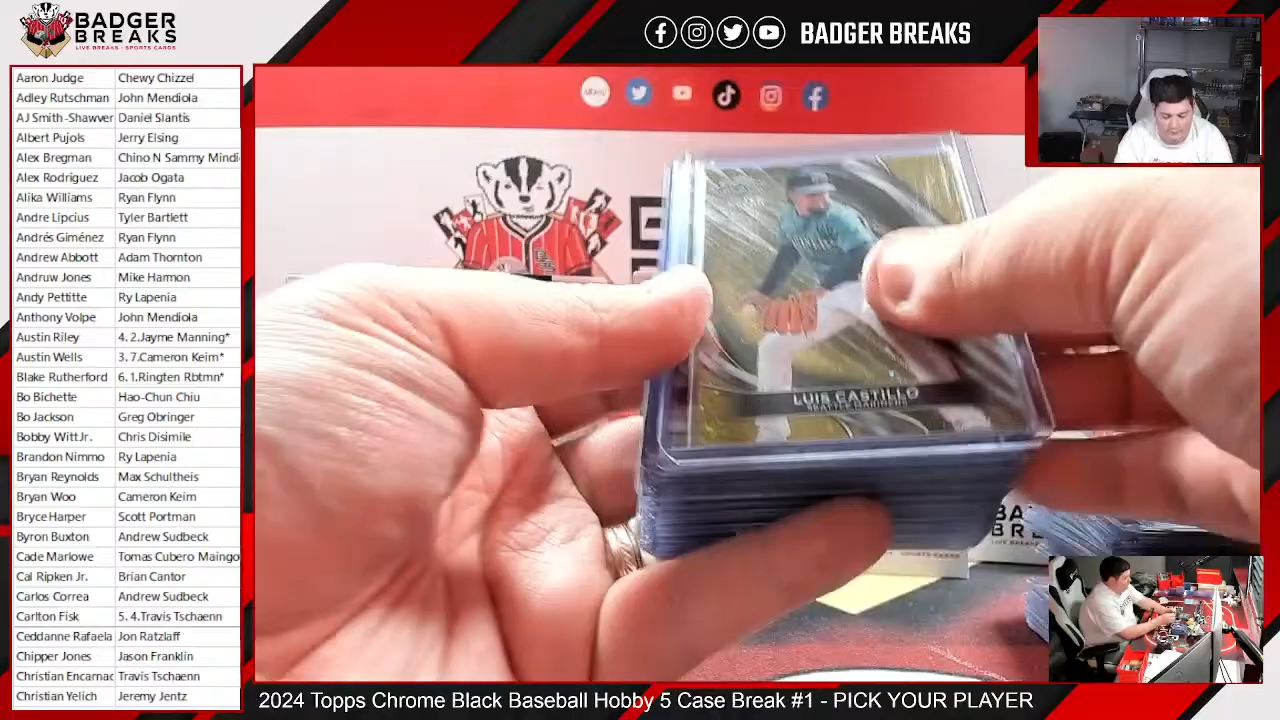 BADGER
BREAKS
LIVE BREAKS - SPORTS CARDS
BADGER BREAKS
Aaron Judge Chewy Chizzel
Adley Rutschman John Mendiola
AJ Smith-Shawver Daniel Slantis
Albert Pujols Jerry Elsing
Alex Bregman Chino N Sammy Mindi
Alex Rodriguez Jacob Ogata
Alika Williams Ryan Flynn
Andre Lipcius Tyler Bartlett
Andrés Giménez Ryan Flynn
Andrew Abbott Adam Thornton
Andruw Jones Mike Harmon
Andy Pettitte Ry Lapenia
Anthony Volpe John Mendiola
Austin Riley 4. 2.Jayme Manning*
Austin Wells 3. 7.Cameron Keim*
Blake Rutherford 6. 1.Ringten Rbtmn*
Bo Bichette Hao-Chun Chiu
Bo Jackson Greg Obringer
Bobby Witt Jr. Chris Disimile
Brandon Nimmo Ry Lapenia
Bryan Reynolds Max Schultheis
Bryan Woo Cameron Keim
Bryce Harper Scott Portman
Byron Buxton Andrew Sudbeck
Cade Marlowe Tomas Cubero Maingo
Cal Ripken Jr. Brian Cantor
Carlos Correa Andrew Sudbeck
Carlton Fisk 5. 4.Travis Tschaenn
Ceddanne Rafaela Jon Ratzlaff
Chipper Jones Jason Franklin
Christian Encarnac Travis Tschaenn
Christian Yelich Jeremy Jentz
ebay
LUIS CASTILLO
SEATTLE MARINERS
2024 Topps Chrome Black Baseball Hobby 5 Case Break #1 - PICK YOUR PLAYER